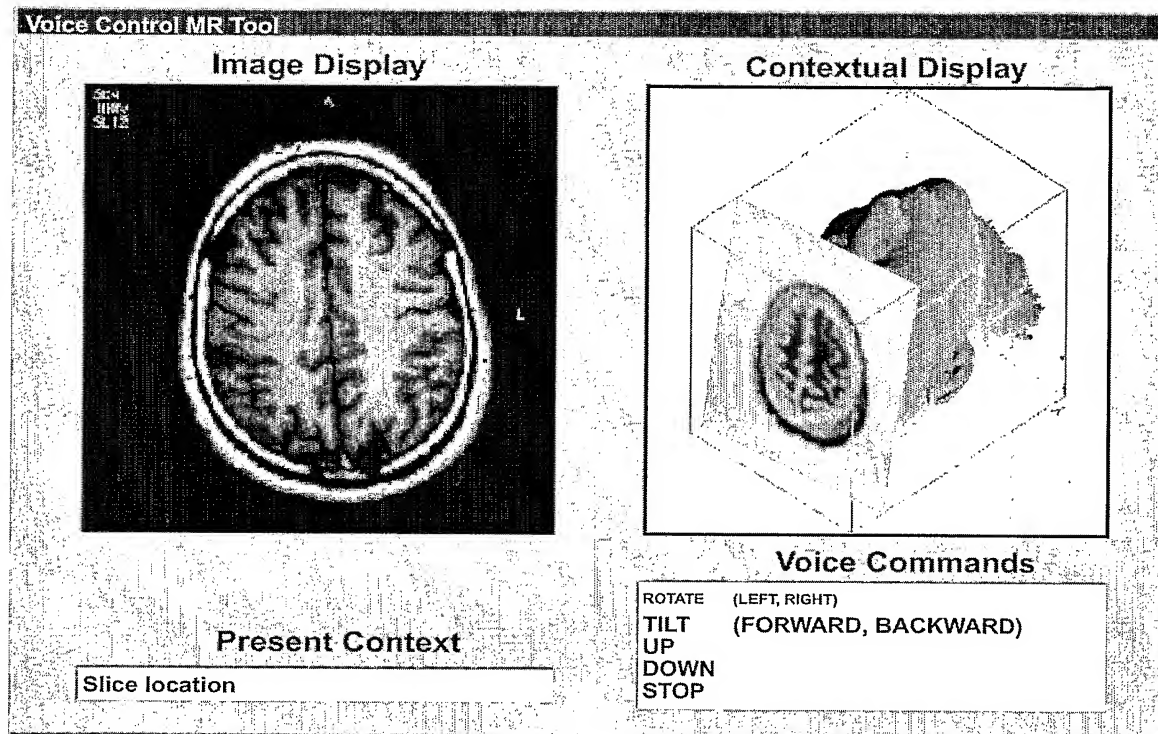 Voice Control MR Tool
Image Display
A
L
Contextual Display
Present Context
Slice location
Voice Commands
ROTATE (LEFT, RIGHT)
TILT (FORWARD, BACKWARD)
UP
DOWN
STOP